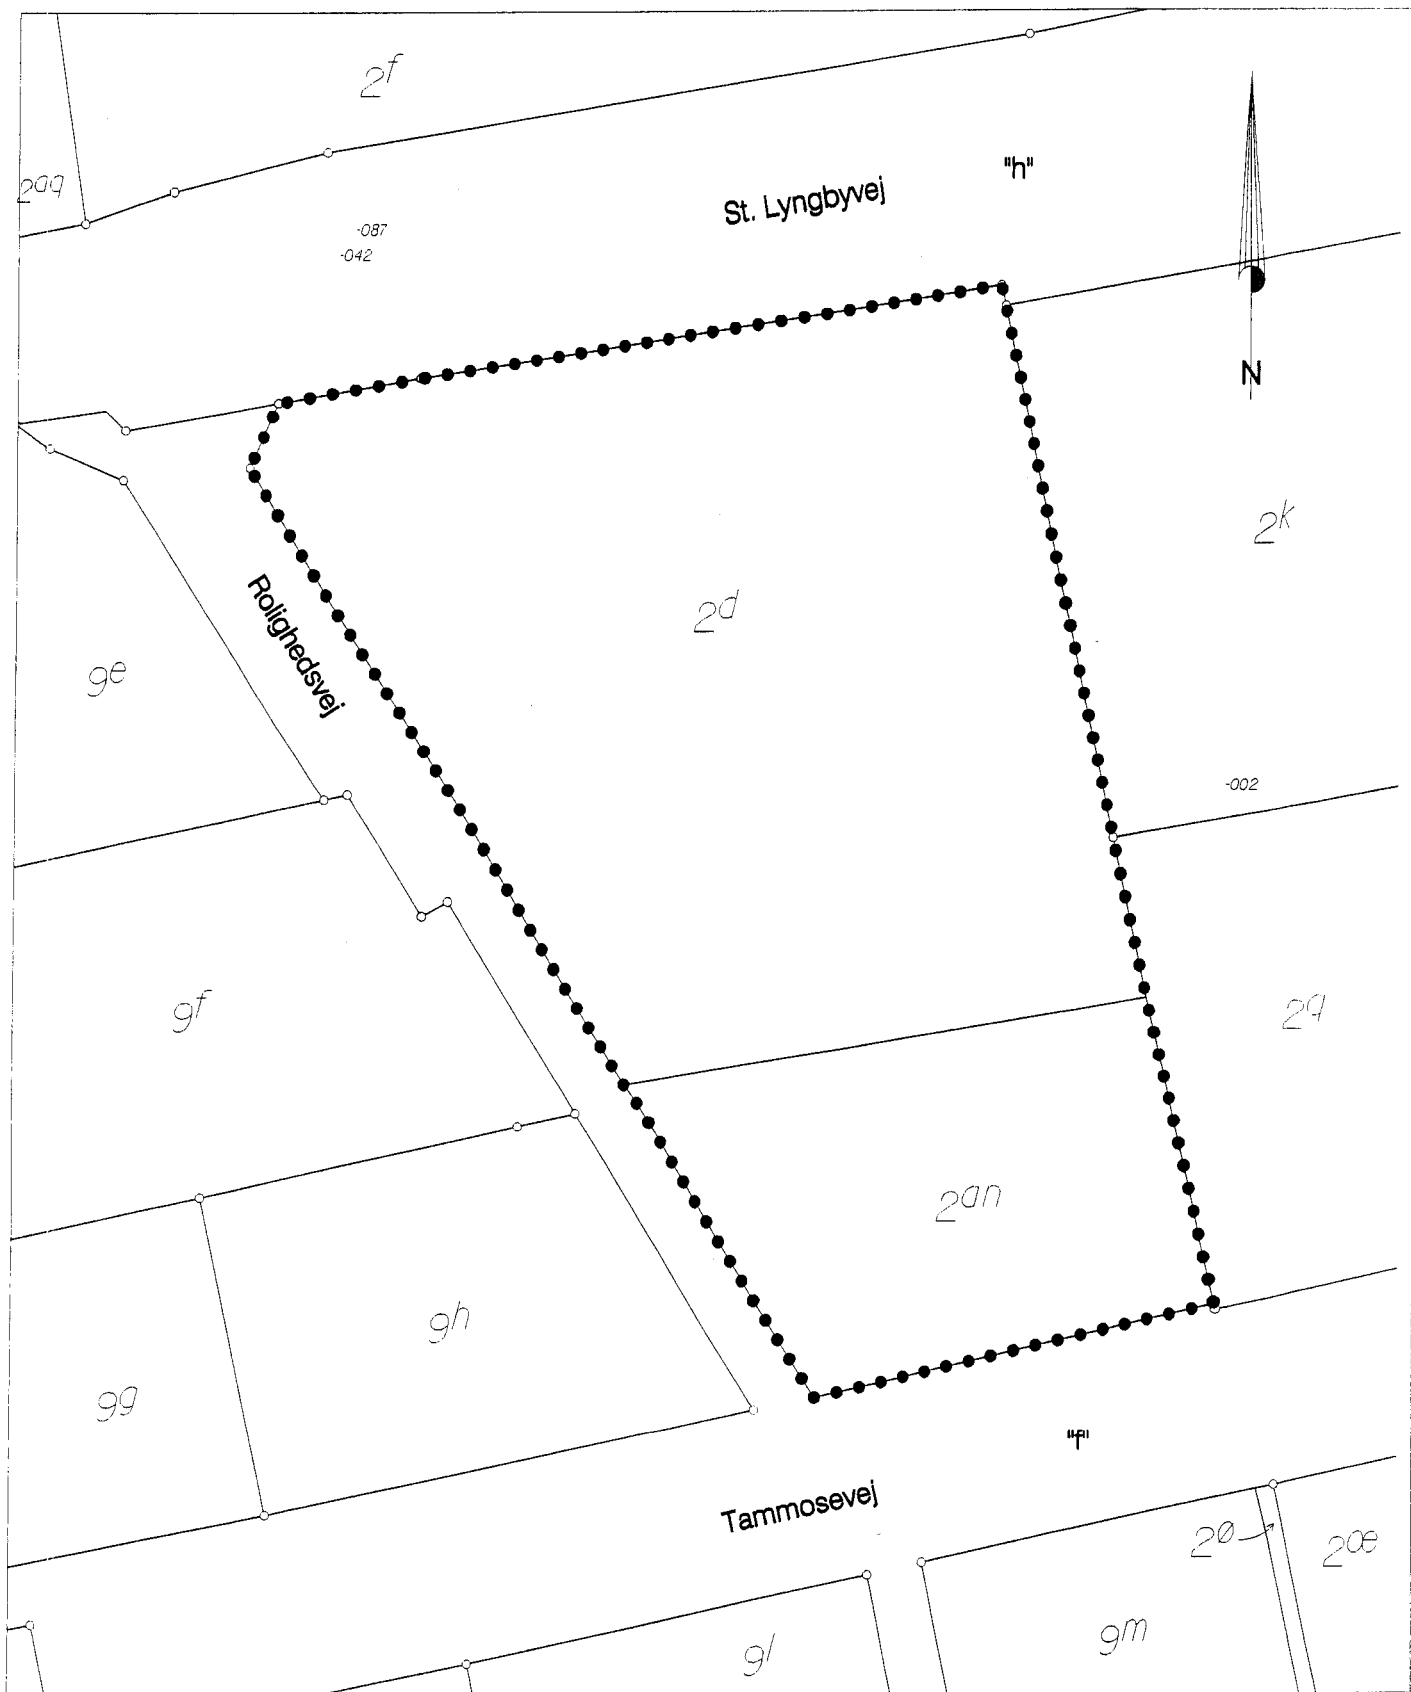 2f
"h"
2aq
St. Lyngbyvej
-087
-042
N
2k
2d
Rolighedsvej
9e
-002
9f
2q
2an
9h
9g
"f"
Tammosevej
2ø
2æ
9m
9l